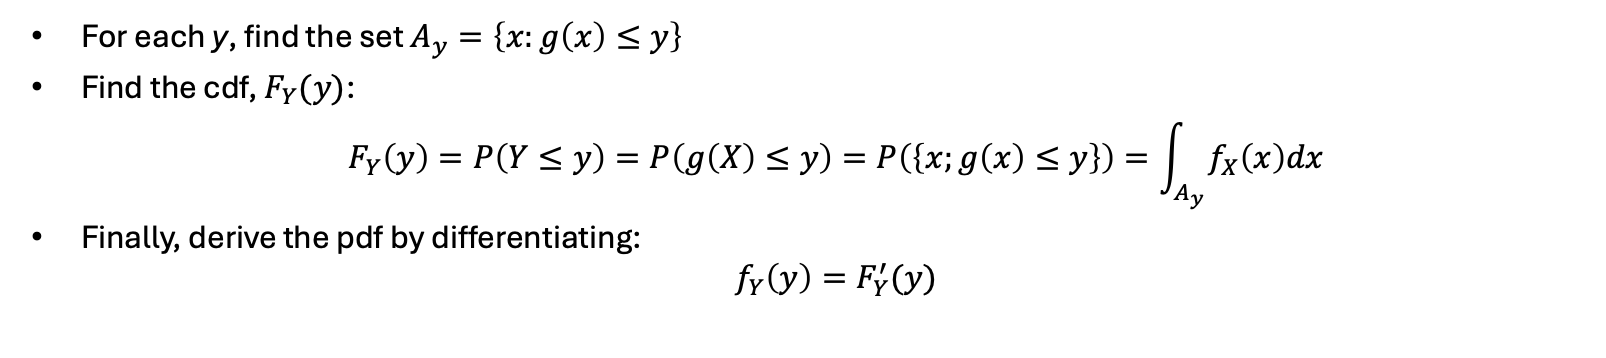 • For each y, find the set A_y = {x: g(x) ≤ y}
• Find the cdf, F_Y(y):
F_Y(y) = P(Y ≤ y) = P(g(X) ≤ y) = P({x; g(x) ≤ y}) = ∫_{A_y} f_X(x)dx
• Finally, derive the pdf by differentiating:
f_Y(y) = F′_Y(y)